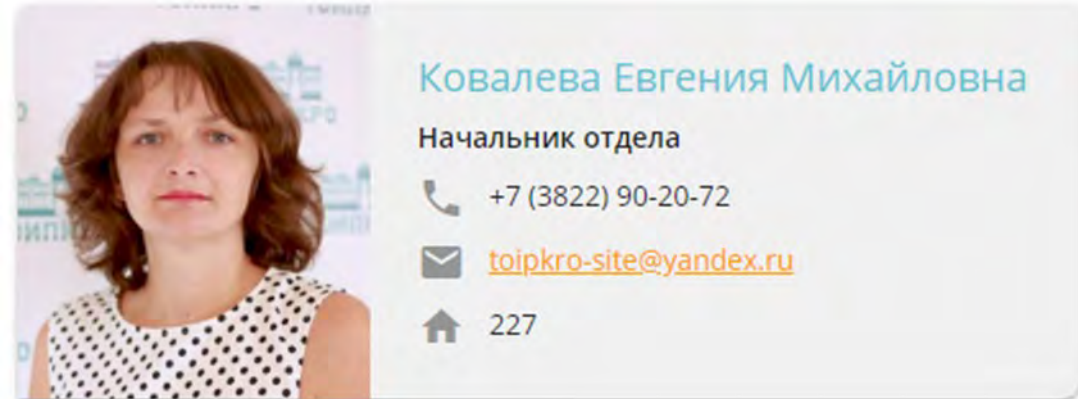 Ковалева Евгения Михайловна
Начальник отдела
+7 (3822) 90-20-72
toipkro-site@yandex.ru
227